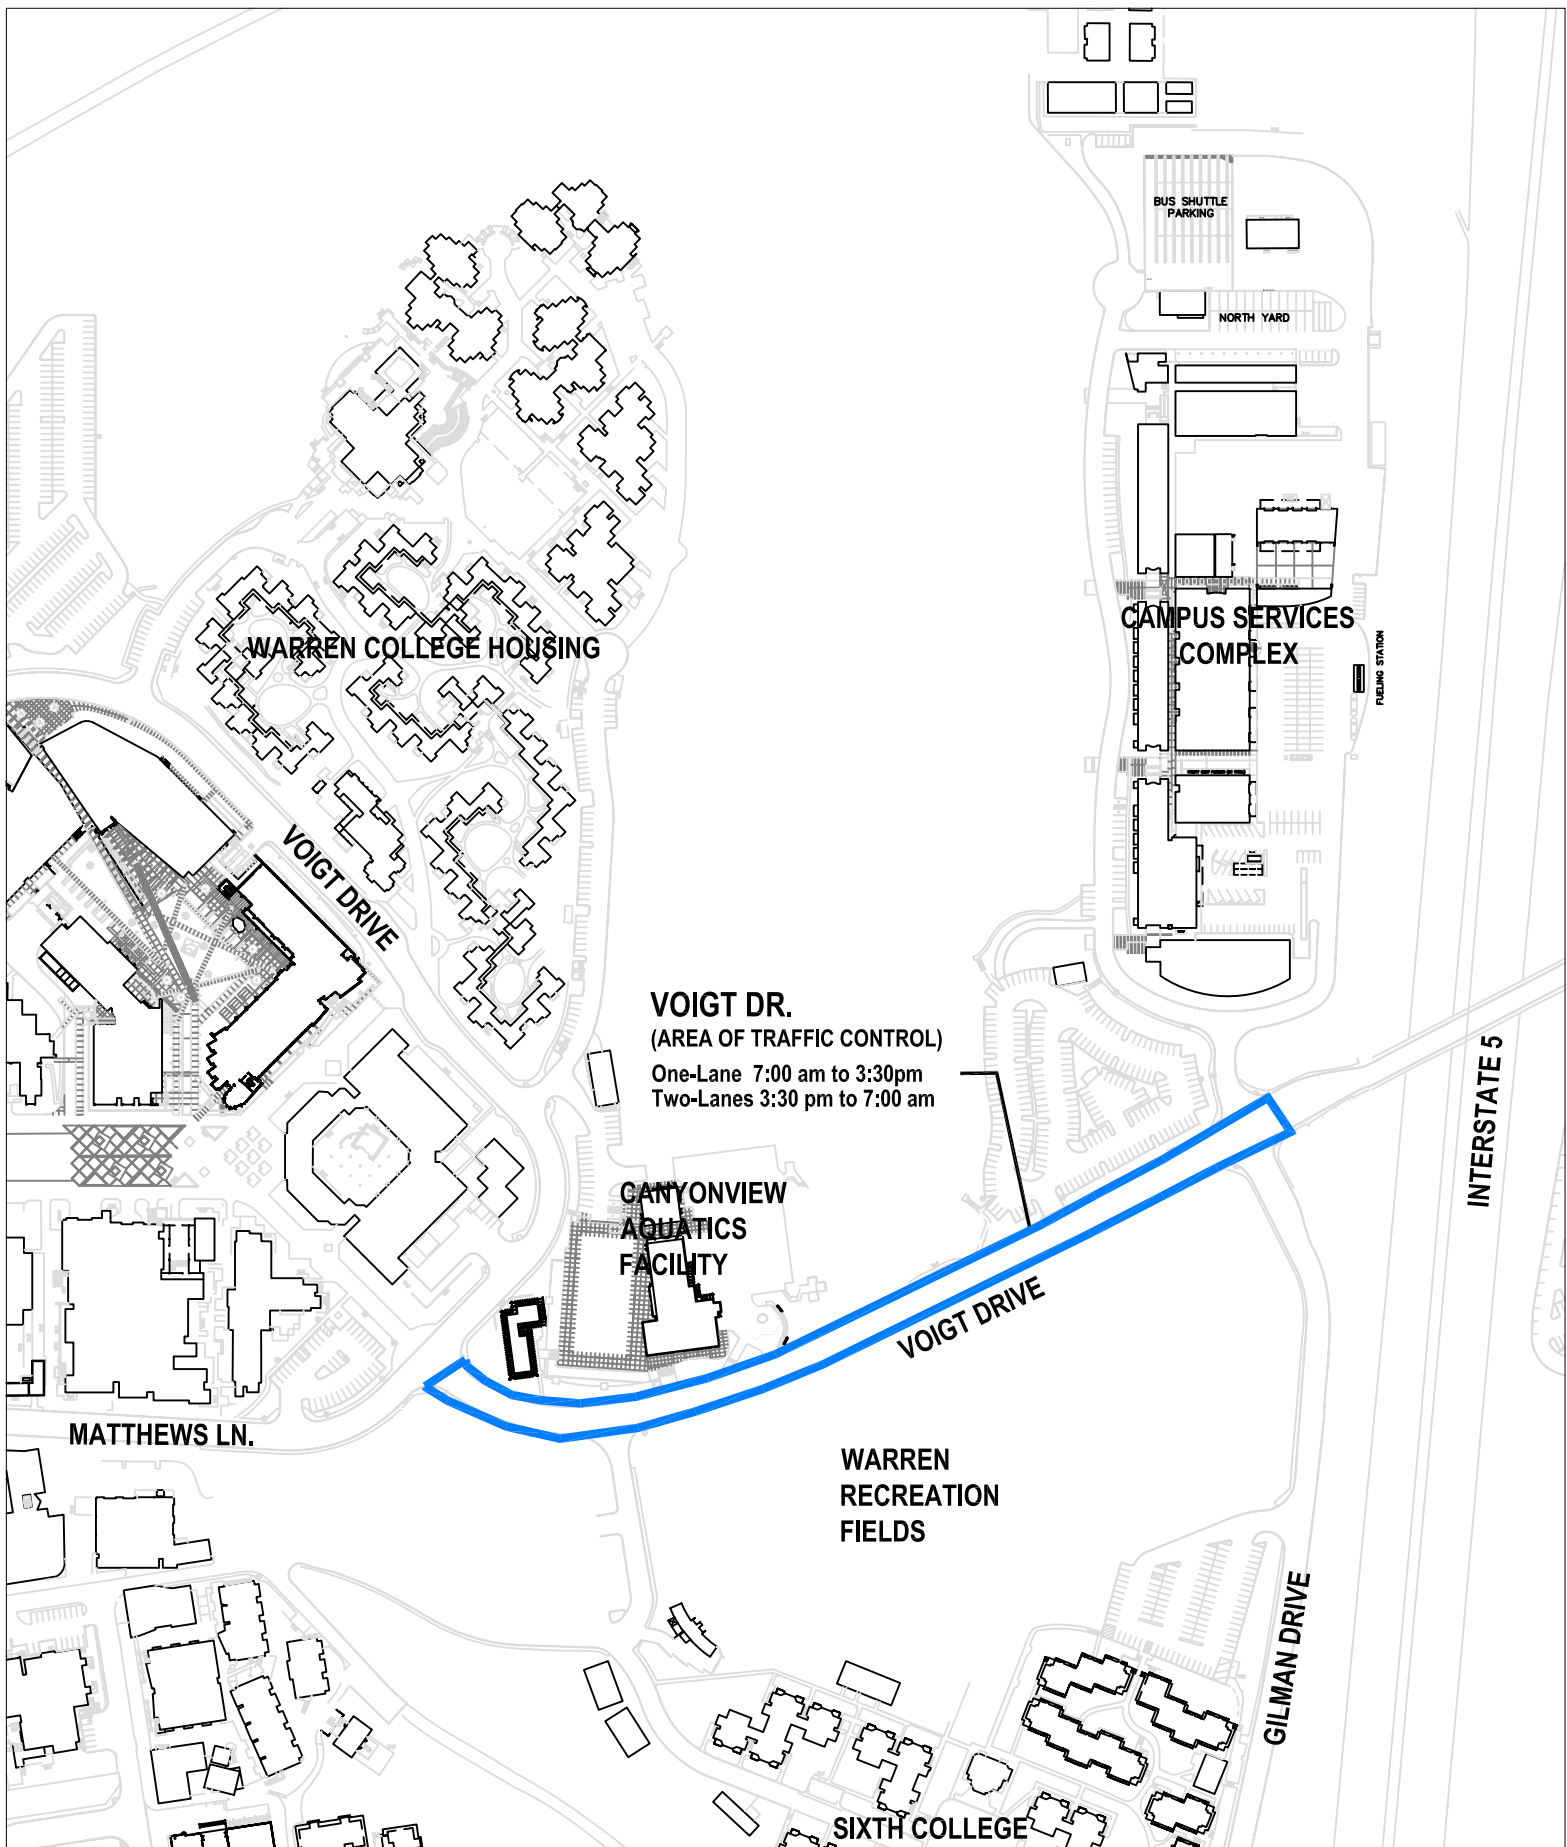 BUS SHUTTLE
PARKING
NORTH YARD
CAMPUS SERVICES
COMPLEX
FUELING STATION
WARREN COLLEGE HOUSING
VOIGT DRIVE
VOIGT DR.
(AREA OF TRAFFIC CONTROL)
One-Lane 7:00 am to 3:30pm
Two-Lanes 3:30 pm to 7:00 am
INTERSTATE 5
CANYONVIEW
AQUATICS
FACILITY
VOIGT DRIVE
MATTHEWS LN.
WARREN
RECREATION
FIELDS
GILMAN DRIVE
SIXTH COLLEGE